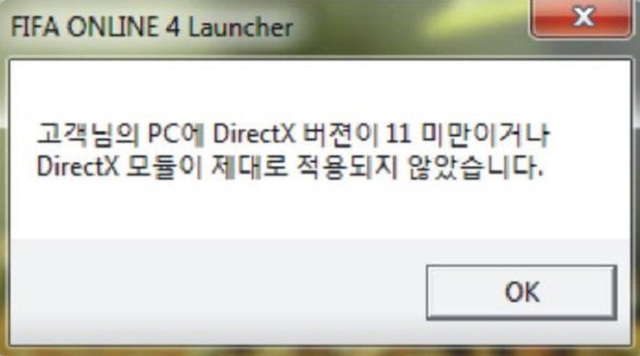 FIFA ONLINE 4 Launcher
고객님의 PC에 DirectX 버젼이 11 미만이거나
DirectX 모듈이 제대로 적용되지 않았습니다.
OK